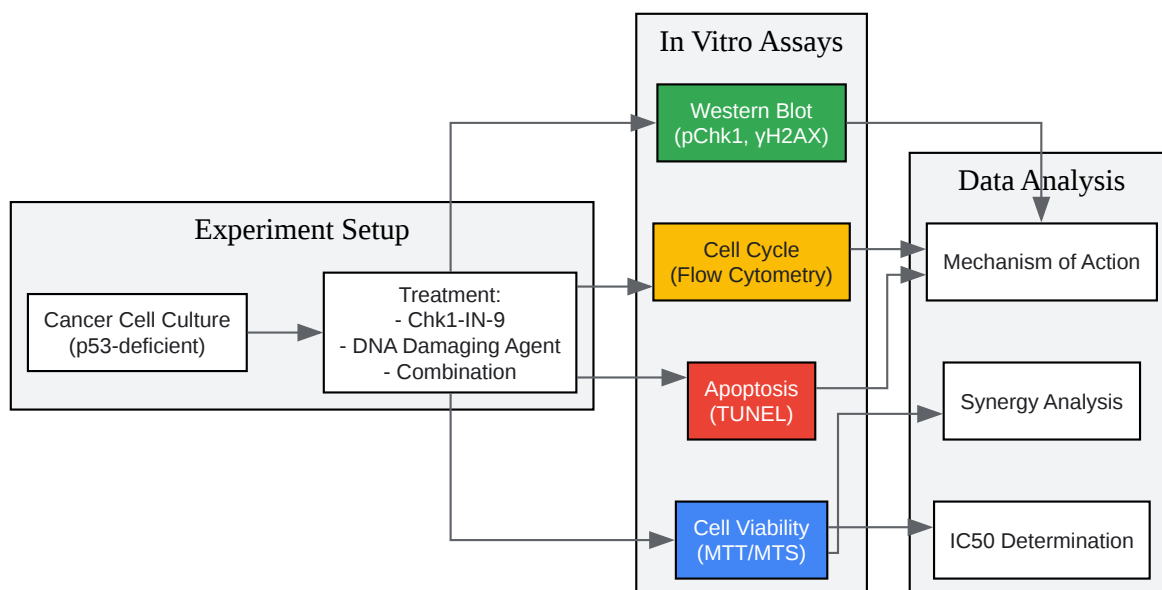 Experiment Setup
Cancer Cell Culture
(p53-deficient)
Treatment:
- Chk1-IN-9
- DNA Damaging Agent
- Combination
In Vitro Assays
Western Blot
(pChk1, γH2AX)
Cell Cycle
(Flow Cytometry)
Apoptosis
(TUNEL)
Cell Viability
(MTT/MTS)
Data Analysis
Mechanism of Action
Synergy Analysis
IC50 Determination